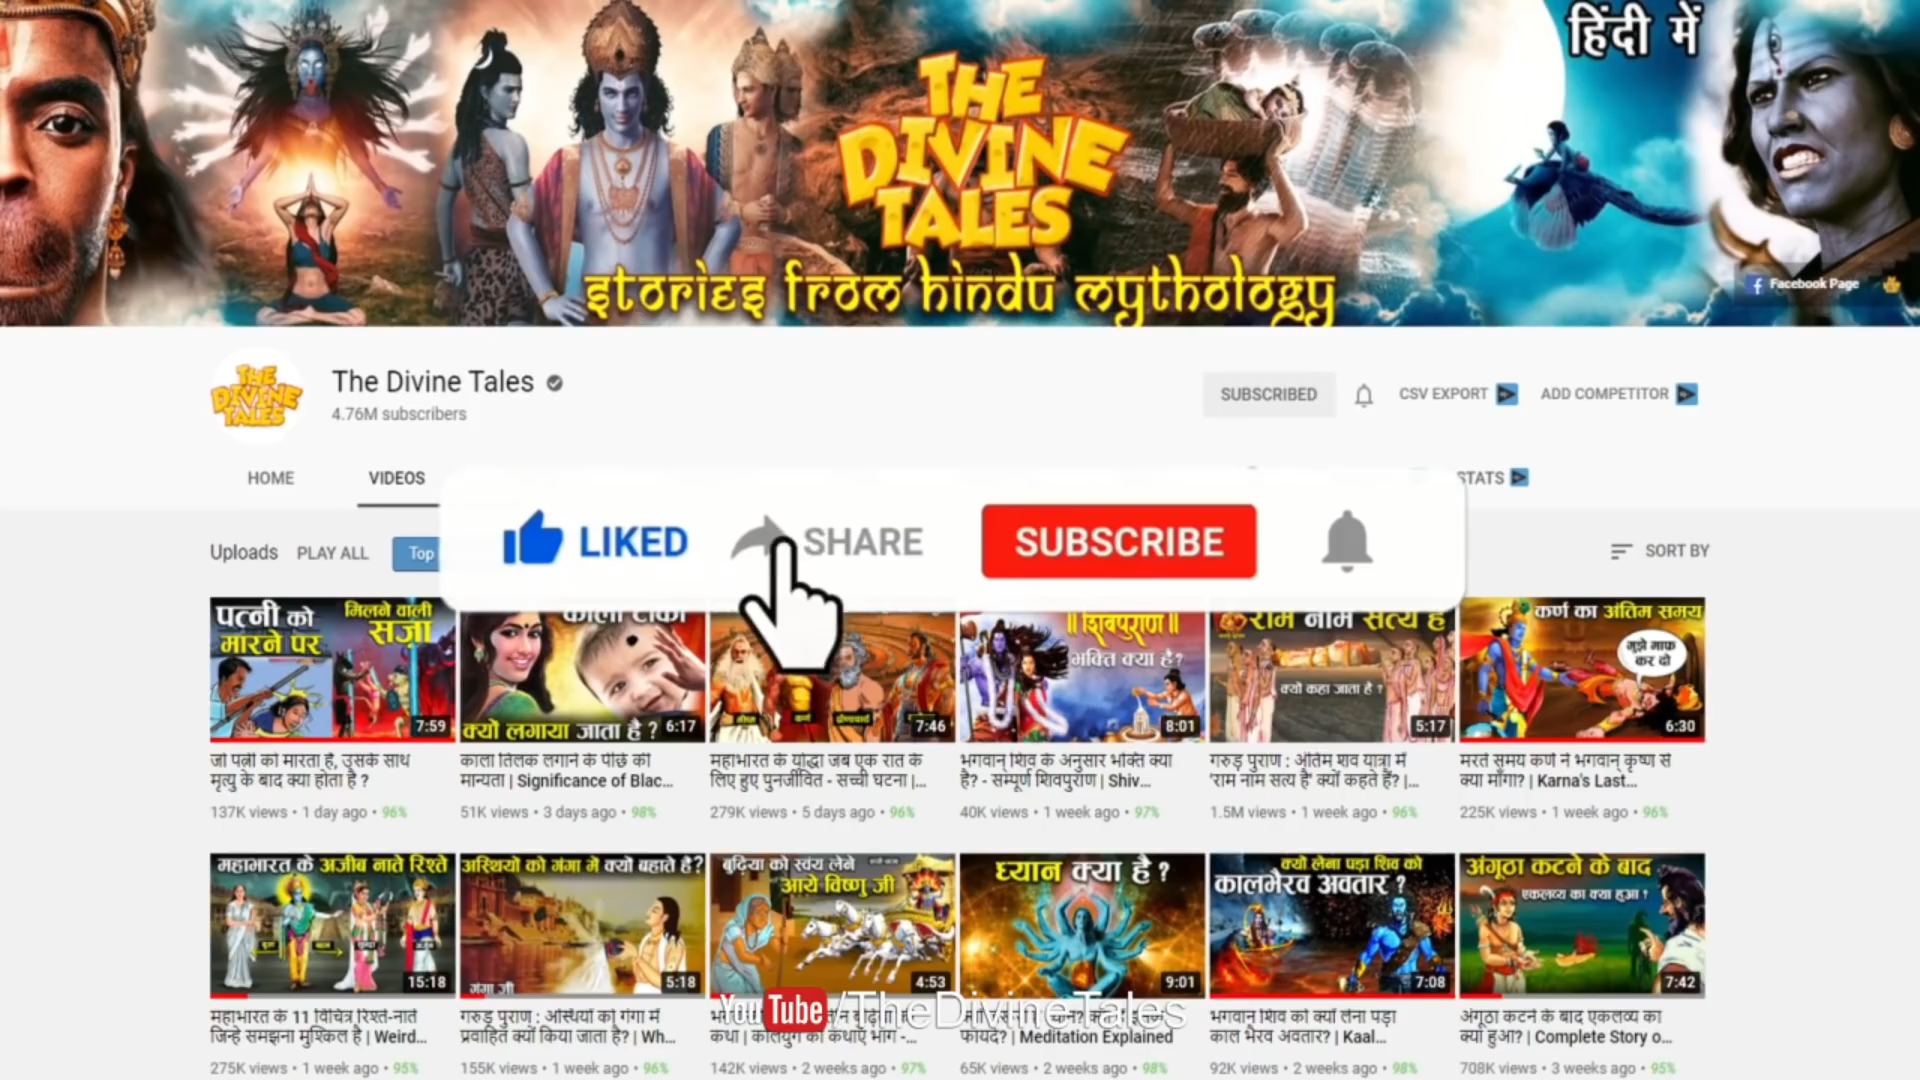 हिंदी में
THE
DIVINE
TALES
stories from hindu mythology
Facebook Page
THE
DIVINE
TALES
The Divine Tales
4.76M subscribers
SUBSCRIBED
CSV EXPORT
ADD COMPETITOR
HOME
VIDEOS
STATS
LIKED
SHARE
SUBSCRIBE
Uploads
PLAY ALL
Top
SORT BY
पत्नी को
मारने पर
मिलने वाली
सज़ा
7:59
काला टीका
क्यों लगाया जाता है ?
6:17
7:46
॥ शिवपुराण ॥
भक्ति क्या है?
8:01
राम नाम सत्य है
क्यों कहा जाता है ?
5:17
कर्ण का अंतिम समय
मुझे माफ़
कर दो
6:30
जो पत्नी को मारता है, उसके साथ
मृत्यु के बाद क्या होता है ?
137K views • 1 day ago • 96%
काला तिलक लगाने के पीछे की
मान्यता | Significance of Blac...
51K views • 3 days ago • 98%
महाभारत के योद्धा जब एक रात के
लिए हुए पुनर्जीवित - सच्ची घटना |...
279K views • 5 days ago • 96%
भगवान् शिव के अनुसार भक्ति क्या
है? - सम्पूर्ण शिवपुराण | Shiv...
40K views • 1 week ago • 97%
गरुड़ पुराण : अंतिम शव यात्रा में
'राम नाम सत्य है' क्यों कहते हैं? |...
1.5M views • 1 week ago • 96%
मरते समय कर्ण ने भगवान् कृष्ण से
क्या माँगा? | Karna's Last...
225K views • 1 week ago • 96%
महाभारत के अजीब नाते रिश्ते
15:18
अस्थियों को गंगा में क्यों बहाते है?
गंगा जी
5:18
बुढ़िया को स्वंय लेने
आये विष्णु जी
4:53
ध्यान क्या है ?
9:01
क्यों लेना पड़ा शिव को
कालभैरव अवतार ?
7:08
अंगूठा कटने के बाद
एकलव्य का क्या हुआ ?
7:42
YouTube/TheDivineTales
महाभारत के 11 विचित्र रिश्ते-नाते
जिन्हे समझना मुश्किल है | Weird...
275K views • 1 week ago • 95%
गरुड़ पुराण : अस्थियों को गंगा में
प्रवाहित क्यों किया जाता है? | Wh...
155K views • 1 week ago • 96%
कथा | कलियुग की कथाएं भाग -...
142K views • 2 weeks ago • 97%
फायदे? | Meditation Explained
65K views • 2 weeks ago • 98%
भगवान् शिव को क्यों लेना पड़ा
काल भैरव अवतार? | Kaal...
92K views • 2 weeks ago • 98%
अंगूठा कटने के बाद एकलव्य का
क्या हुआ? | Complete Story o...
708K views • 3 weeks ago • 95%